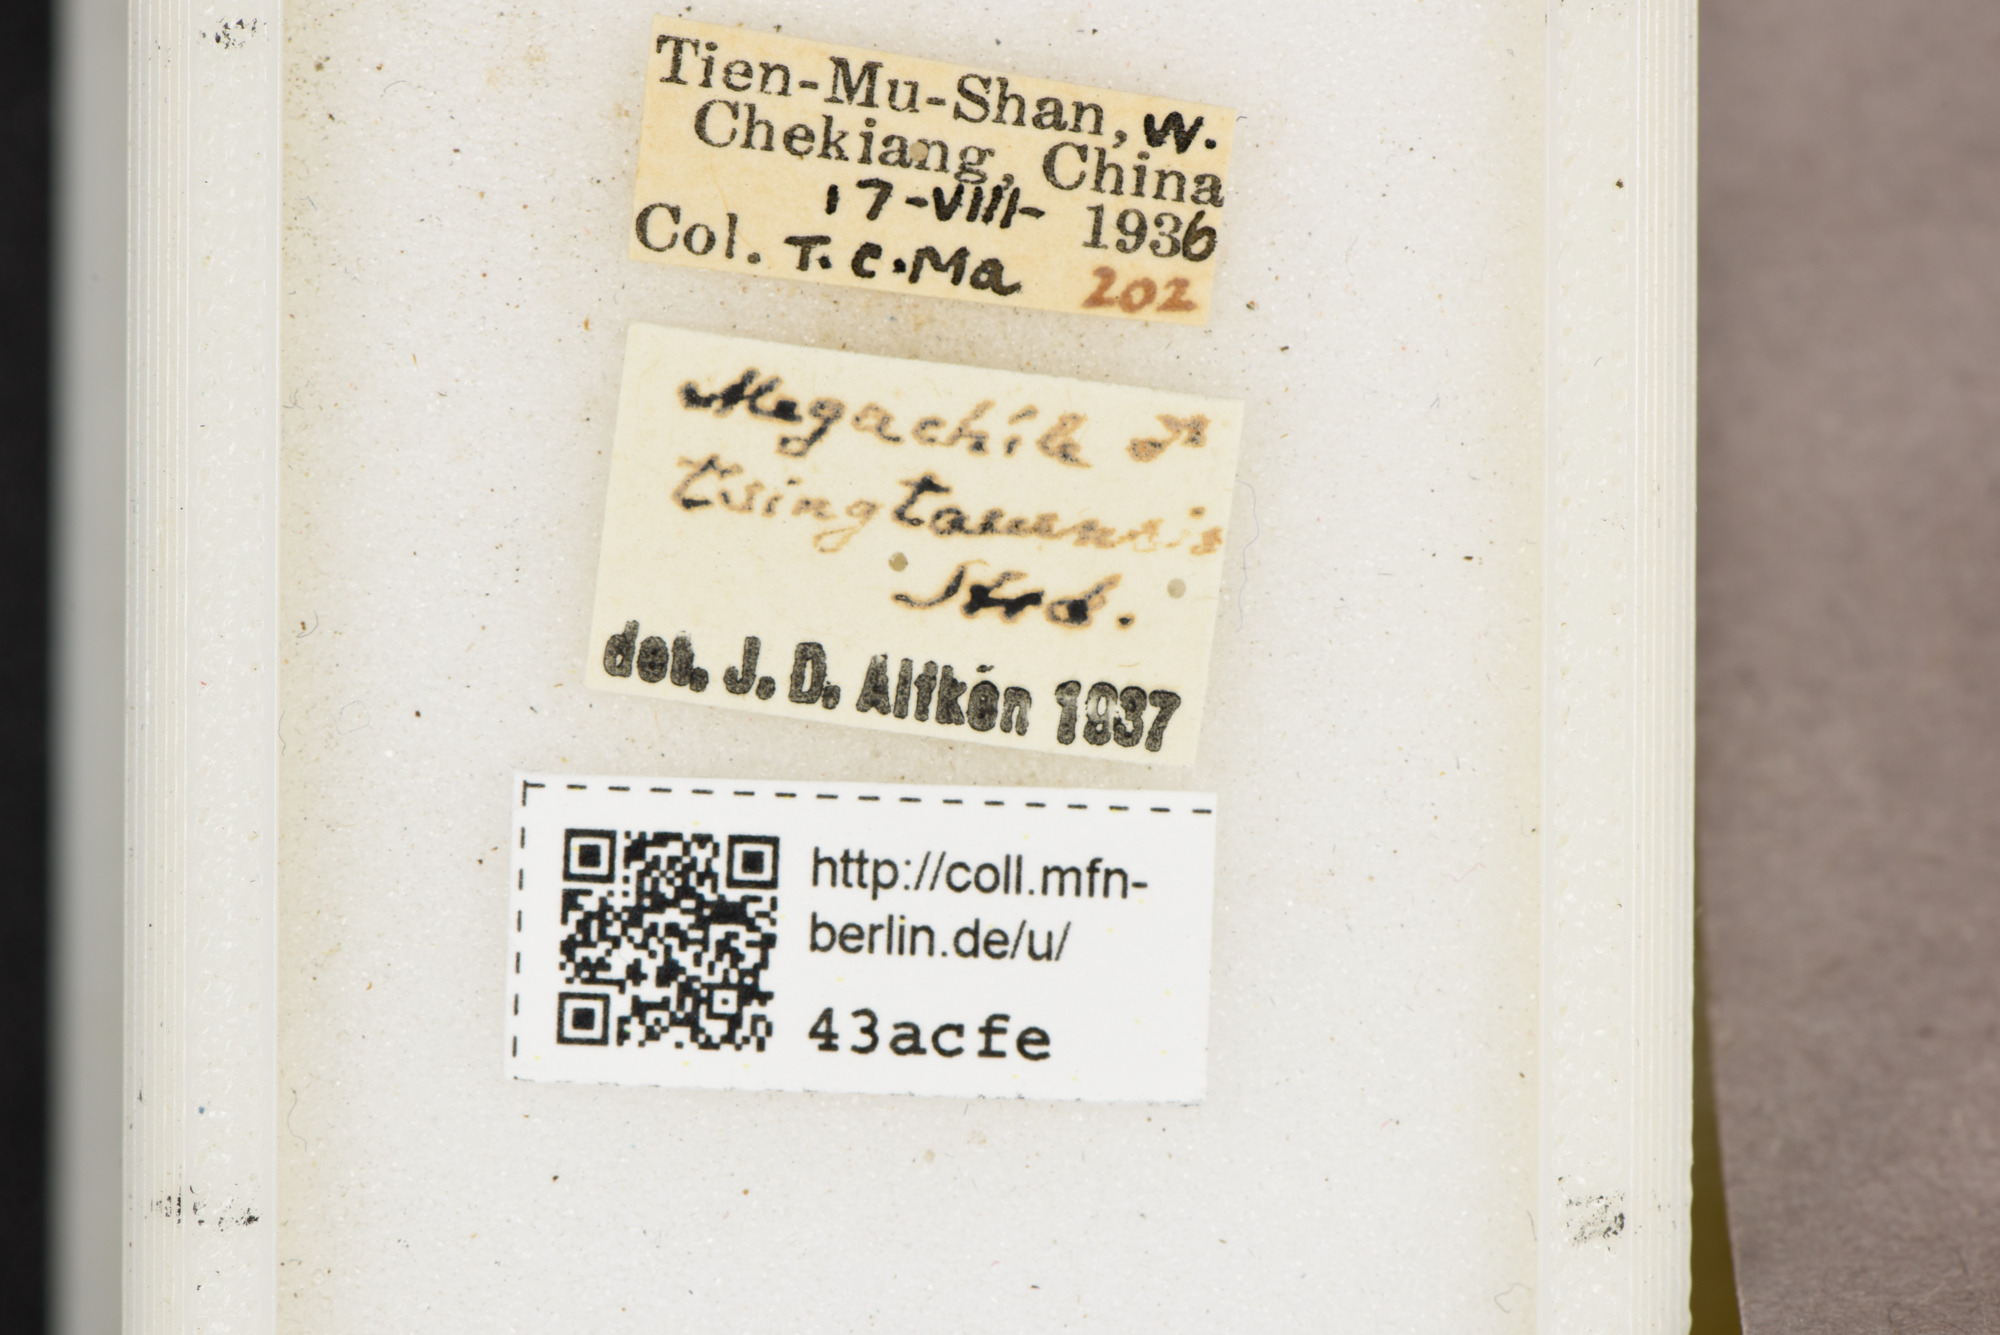 Tien-Mu-Shan, W.
Chekiang, China
17-VIII- 1936
Col. T. C. Ma 202
Megachile ♂
tsingtauensis
Strd.
det. J. D. Alfken 1937
http://coll.mfn-
berlin.de/u/
43acfe